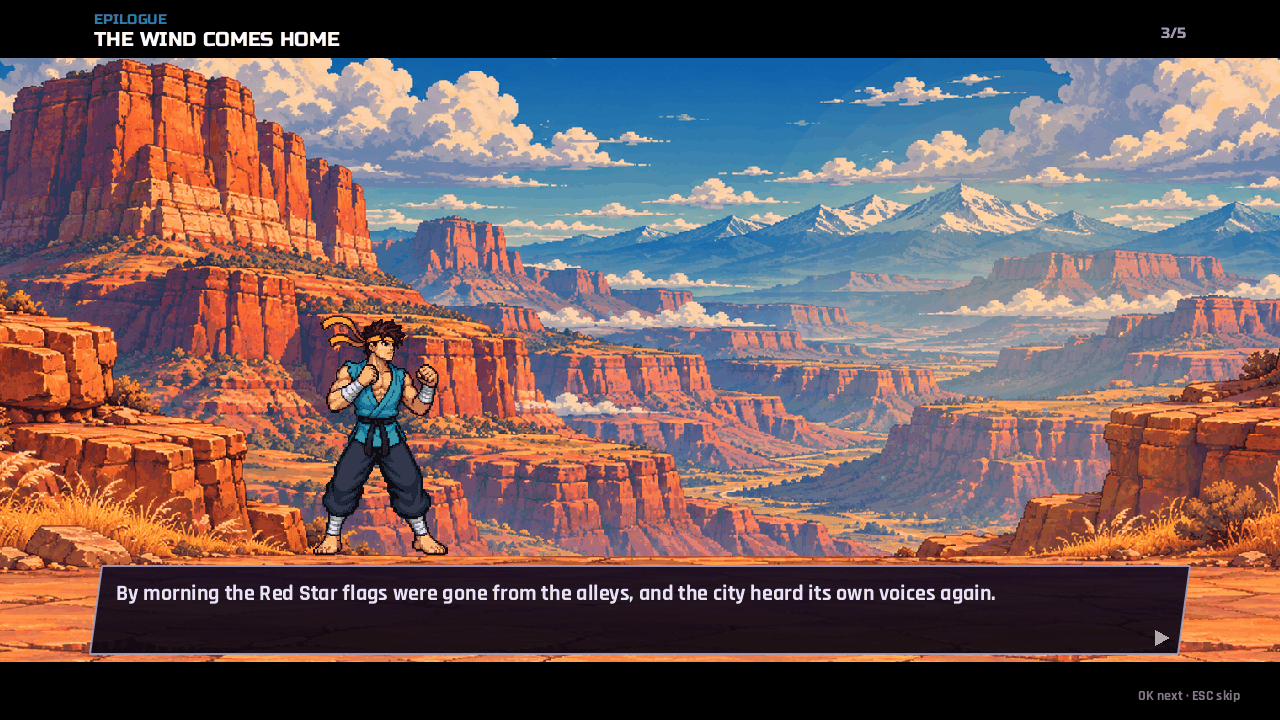 EPILOGUE
THE WIND COMES HOME
3/5
By morning the Red Star flags were gone from the alleys, and the city heard its own voices again.
OK next · ESC skip